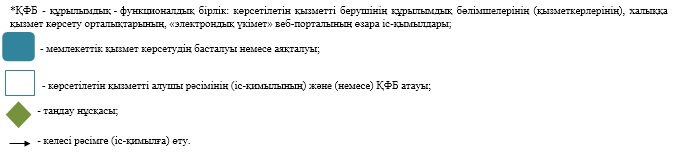 *ҚФБ - құрылымдық - функционалдық бірлік: көрсетілетін қызметті берушінің құрылымдық бөлімшелерінің (қызметкерлерінің), халыққа
қызмет көрсету орталықтарының, «электрондық үкімет» веб-порталының өзара іс-қимылдары;
- мемлекеттік қызмет көрсетудің басталуы немесе аяқталуы;
- көрсетілетін қызметті алушы рәсімінің (іс-қимылының) және (немесе) ҚФБ атауы;
- таңдау нұсқасы;
- келесі рәсімге (іс-қимылға) өту.